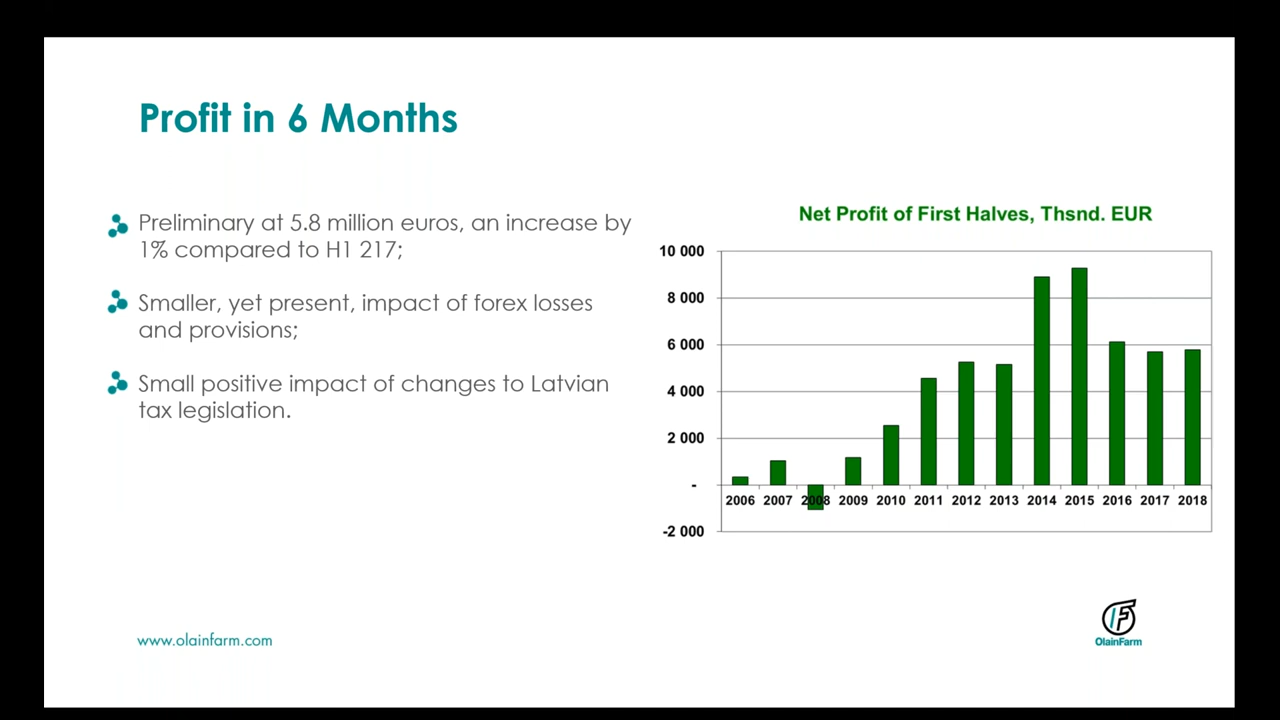 Profit in 6 Months
Preliminary at 5.8 million euros, an increase by
1% compared to H1 217;
Smaller, yet present, impact of forex losses
and provisions;
Small positive impact of changes to Latvian
tax legislation.
Net Profit of First Halves, Thsnd. EUR
10 000
8 000
6 000
4 000
2 000
-
-2 000
2006 2007 2008 2009 2010 2011 2012 2013 2014 2015 2016 2017 2018
www.olainfarm.com
OlainFarm